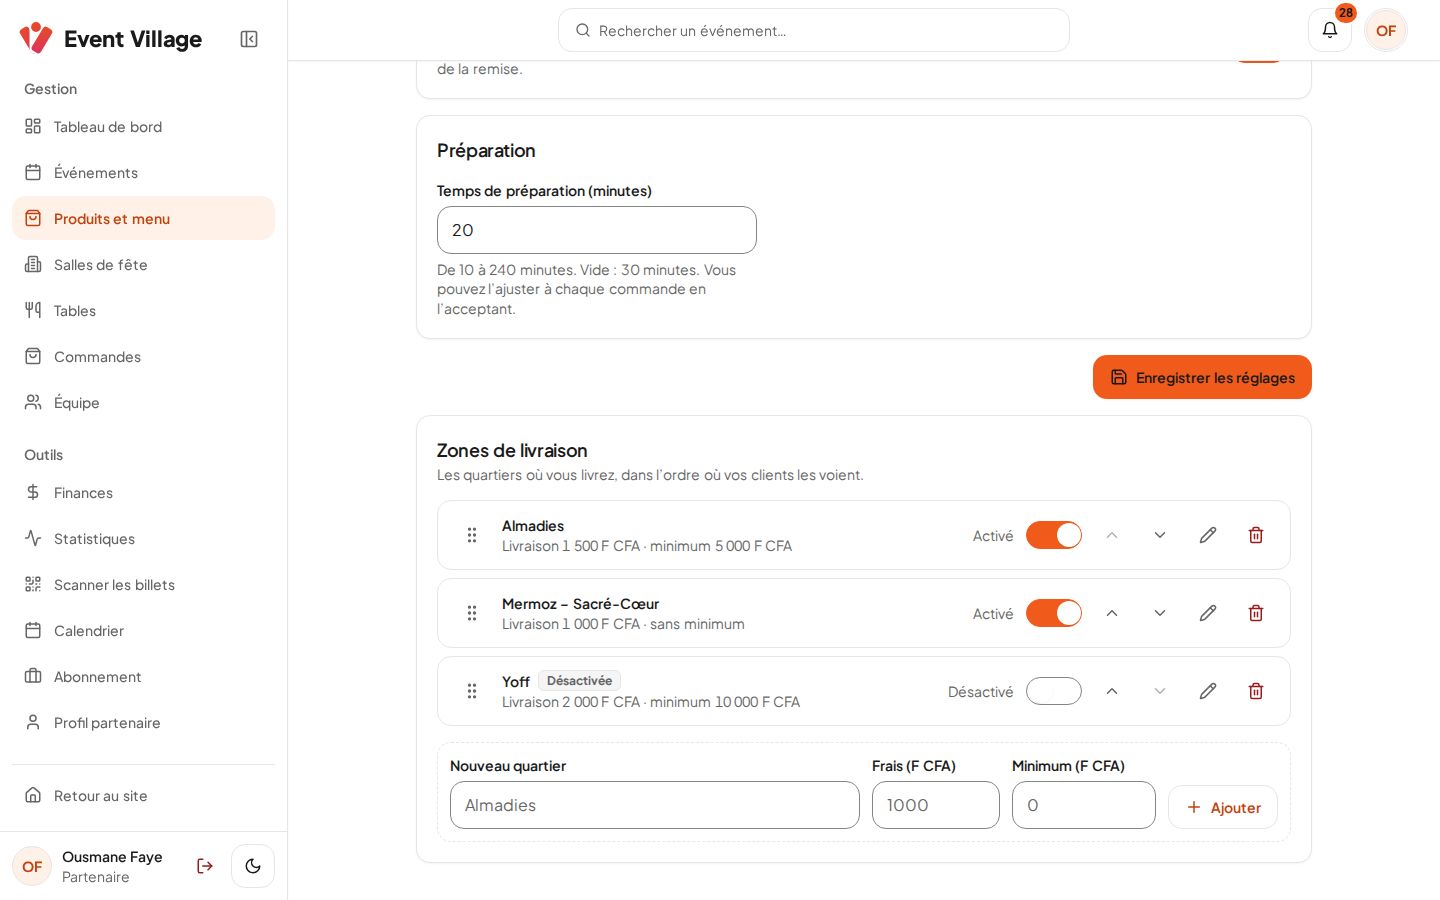 Event Village
Rechercher un événement…
28
OF
Gestion
Tableau de bord
Événements
Produits et menu
Salles de fête
Tables
Commandes
Équipe
Outils
Finances
Statistiques
Scanner les billets
Calendrier
Abonnement
Profil partenaire
Retour au site
OF
Ousmane Faye
Partenaire
de la remise.
Préparation
Temps de préparation (minutes)
20
De 10 à 240 minutes. Vide : 30 minutes. Vous
pouvez l'ajuster à chaque commande en
l'acceptant.
Enregistrer les réglages
Zones de livraison
Les quartiers où vous livrez, dans l'ordre où vos clients les voient.
Almadies
Livraison 1 500 F CFA · minimum 5 000 F CFA
Activé
Mermoz – Sacré-Cœur
Livraison 1 000 F CFA · sans minimum
Activé
Yoff Désactivée
Livraison 2 000 F CFA · minimum 10 000 F CFA
Désactivé
Nouveau quartier
Almadies
Frais (F CFA)
1000
Minimum (F CFA)
0
Ajouter